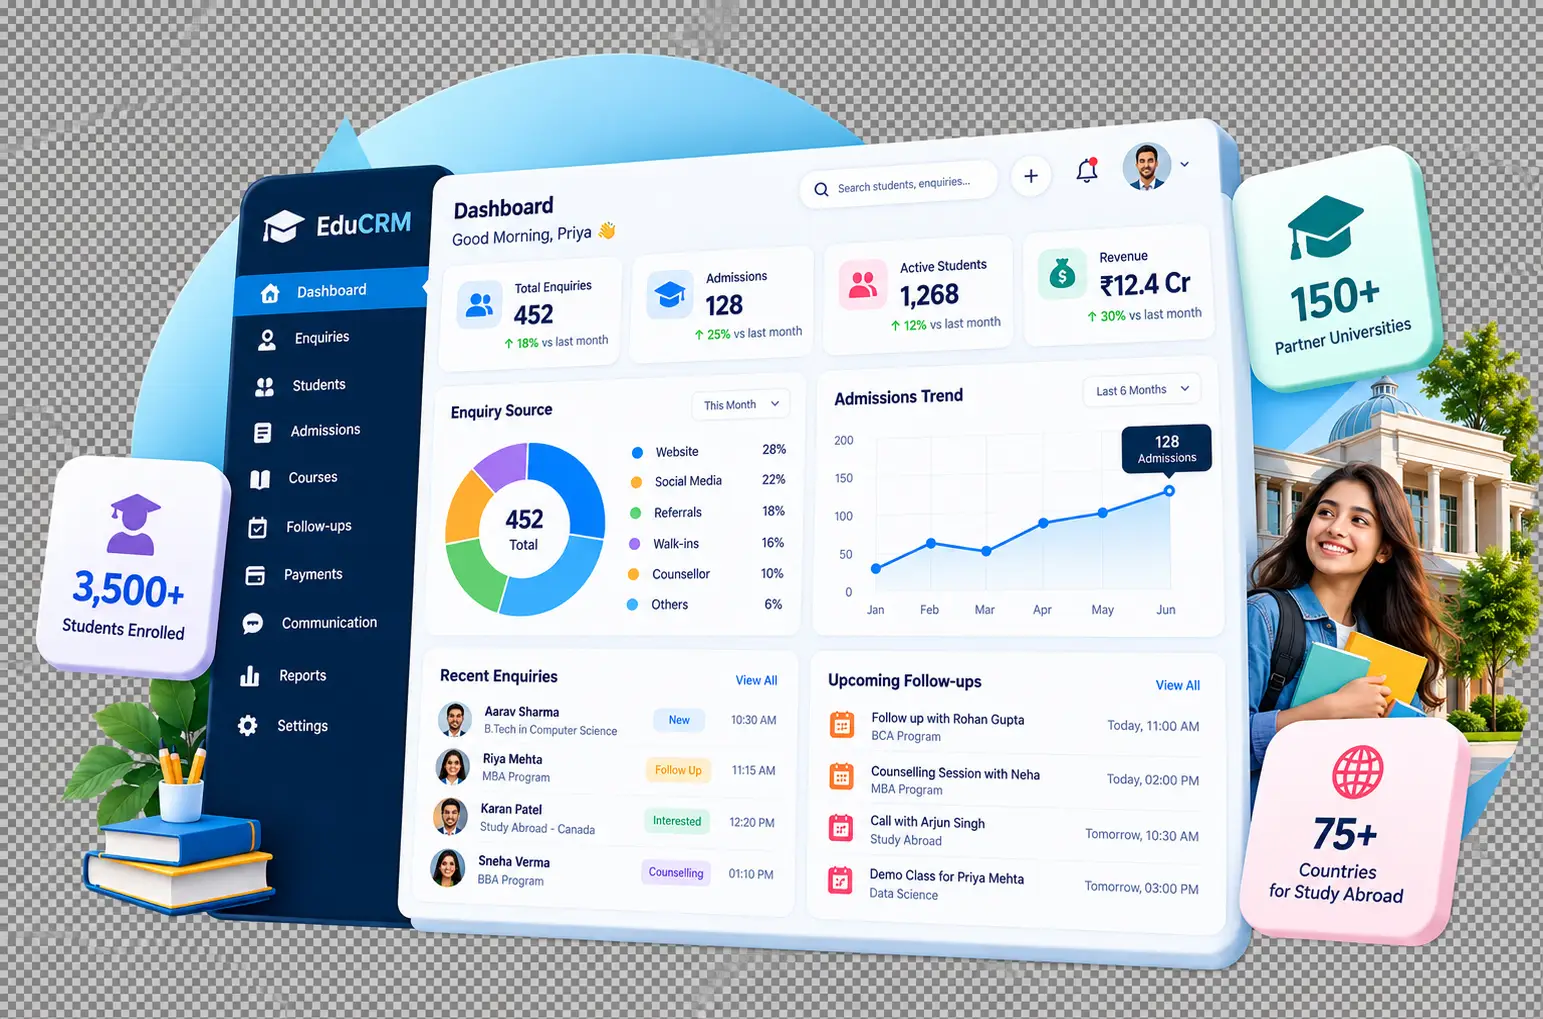 EduCRM
Dashboard
Enquiries
Students
Admissions
Courses
Follow-ups
Payments
Communication
Reports
Settings
Dashboard
Good Morning, Priya 👋
Search students, enquiries...
Total Enquiries
452
↑ 18% vs last month
Admissions
128
↑ 25% vs last month
Active Students
1,268
↑ 12% vs last month
Revenue
₹12.4 Cr
↑ 30% vs last month
Enquiry Source
This Month
452
Total
Website 28%
Social Media 22%
Referrals 18%
Walk-ins 16%
Counsellor 10%
Others 6%
Admissions Trend
Last 6 Months
128
Admissions
200
150
100
50
0
Jan Feb Mar Apr May Jun
Recent Enquiries View All
Aarav Sharma
B.Tech in Computer Science
New 10:30 AM
Riya Mehta
MBA Program
Follow Up 11:15 AM
Karan Patel
Study Abroad - Canada
Interested 12:20 PM
Sneha Verma
BBA Program
Counselling 01:10 PM
Upcoming Follow-ups View All
Follow up with Rohan Gupta
BCA Program
Today, 11:00 AM
Counselling Session with Neha
MBA Program
Today, 02:00 PM
Call with Arjun Singh
Study Abroad
Tomorrow, 10:30 AM
Demo Class for Priya Mehta
Data Science
Tomorrow, 03:00 PM
3,500+
Students Enrolled
150+
Partner Universities
75+
Countries
for Study Abroad